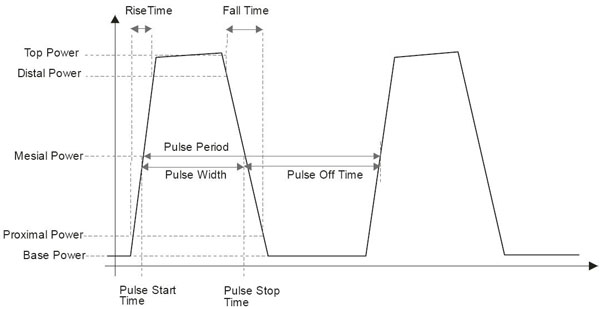 RiseTime
Fall Time
Top Power
Distal Power
Mesial Power
Pulse Period
Pulse Width
Pulse Off Time
Proximal Power
Base Power
Pulse Start
Time
Pulse Stop
Time